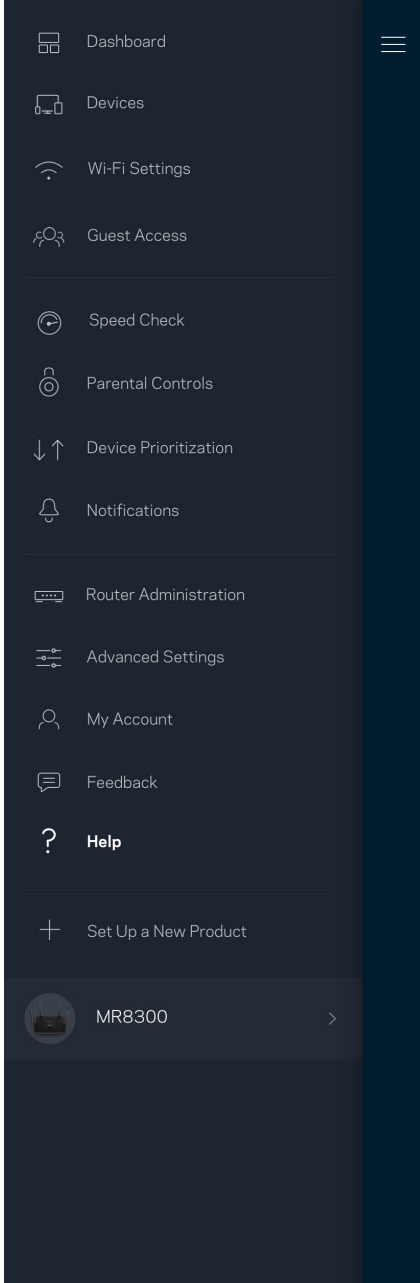 Dashboard
Devices
Wi-Fi Settings
Guest Access
Speed Check
Parental Controls
Device Prioritization
Notifications
Router Administration
Advanced Settings
My Account
Feedback
Help
Set Up a New Product
MR8300